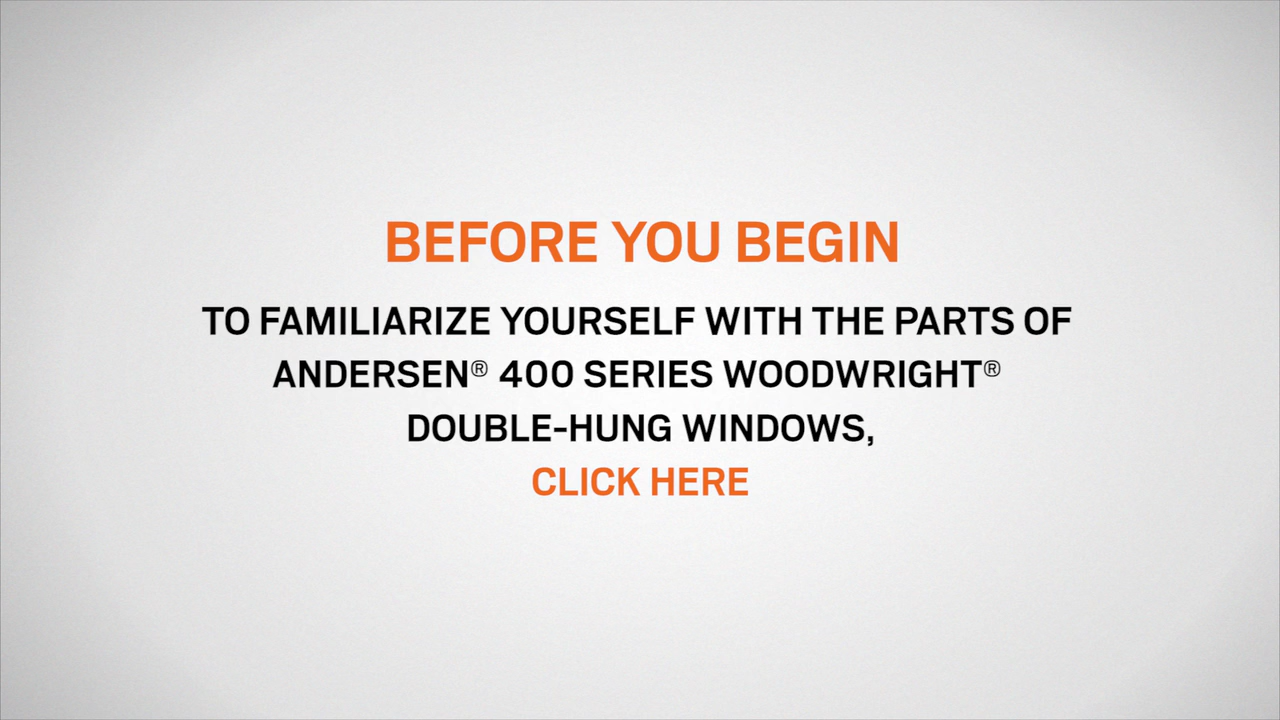 BEFORE YOU BEGIN
TO FAMILIARIZE YOURSELF WITH THE PARTS OF
ANDERSEN® 400 SERIES WOODWRIGHT®
DOUBLE-HUNG WINDOWS,
CLICK HERE